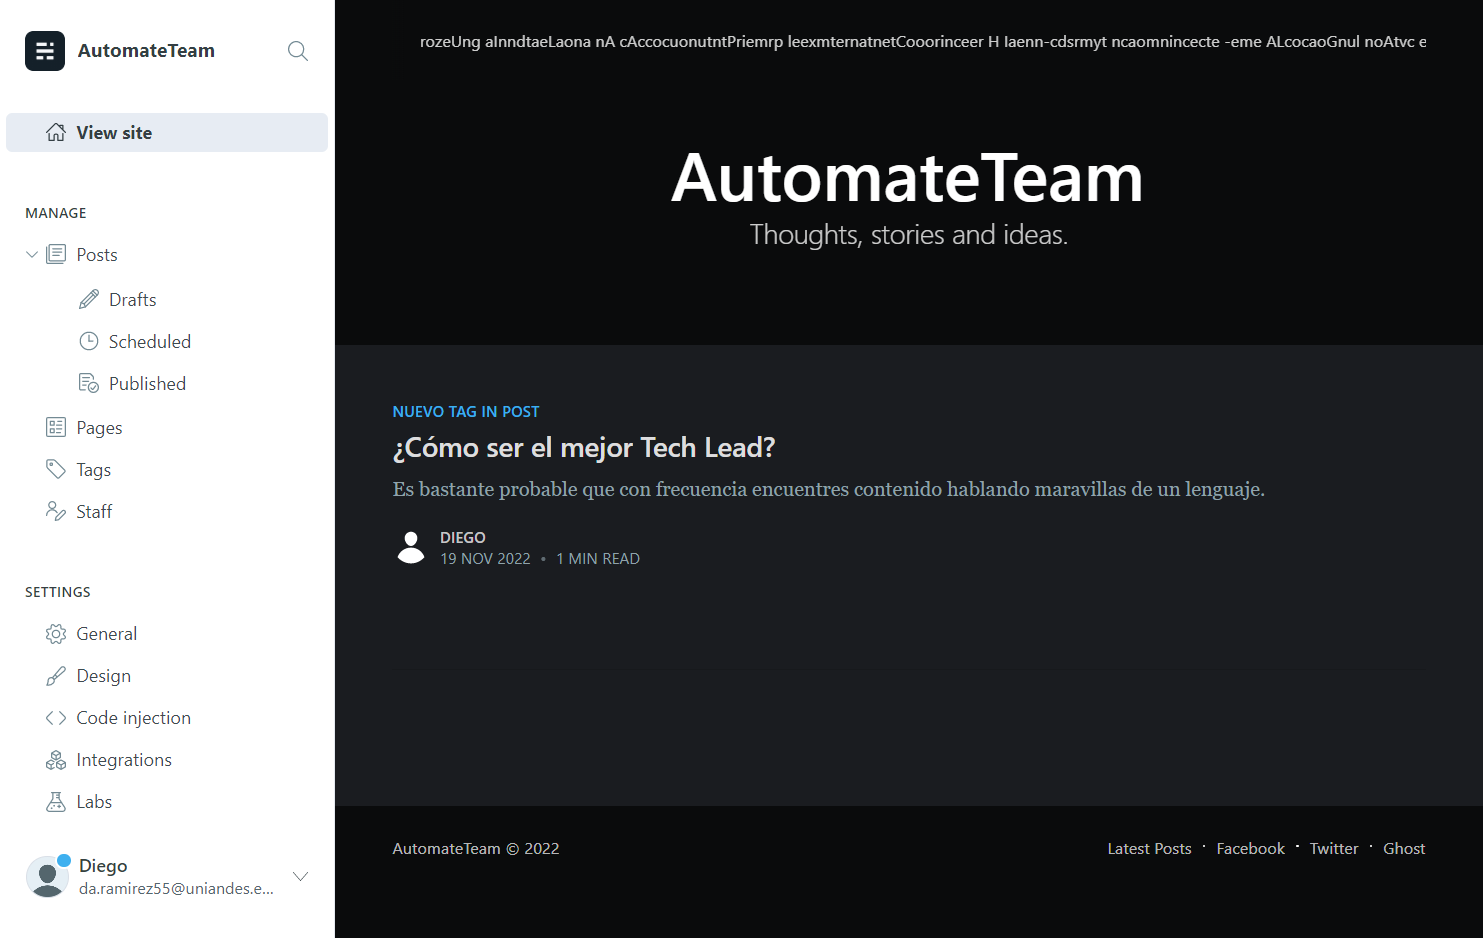 AutomateTeam
View site
MANAGE
Posts
Drafts
Scheduled
Published
Pages
Tags
Staff
SETTINGS
General
Design
Code injection
Integrations
Labs
Diego
da.ramirez55@uniandes.e...
rozeUng aInndtaeLaona nA cAccocuonutntPriemrp leexmternatnetCooorinceer H Iaenn-cdsrmyt ncaomnincecte -eme ALcocaoGnul noAtvc e
AutomateTeam
Thoughts, stories and ideas.
NUEVO TAG IN POST
¿Cómo ser el mejor Tech Lead?
Es bastante probable que con frecuencia encuentres contenido hablando maravillas de un lenguaje.
DIEGO
19 NOV 2022 • 1 MIN READ
AutomateTeam © 2022
Latest Posts · Facebook · Twitter · Ghost